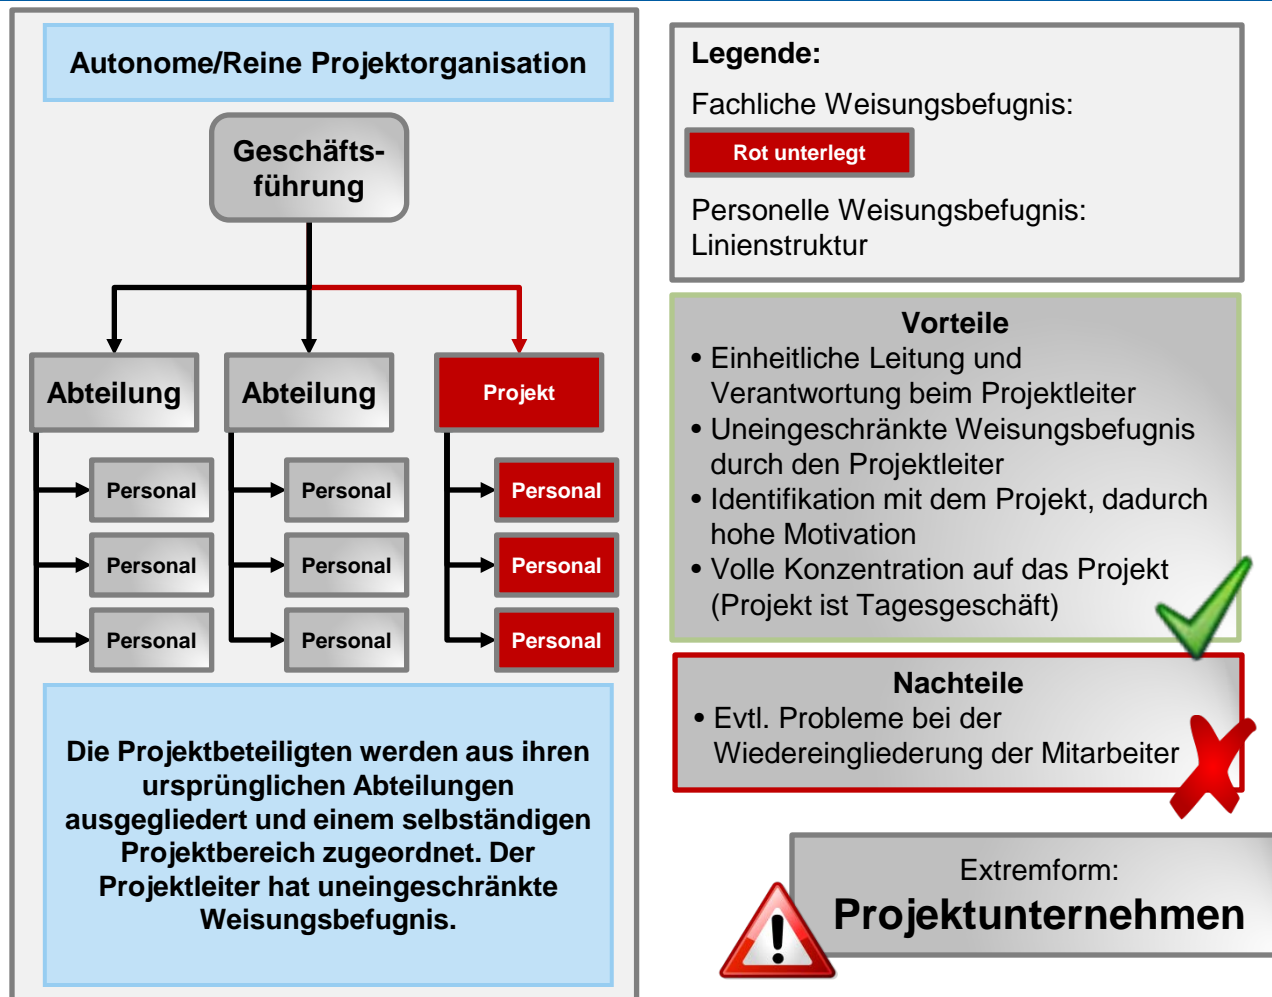 Autonome/Reine Projektorganisation
Geschäfts-
führung
Abteilung
Abteilung
Projekt
Personal
Personal
Personal
Personal
Personal
Personal
Personal
Personal
Personal
Die Projektbeteiligten werden aus ihren
ursprünglichen Abteilungen
ausgegliedert und einem selbständigen
Projektbereich zugeordnet. Der
Projektleiter hat uneingeschränkte
Weisungsbefugnis.
Legende:
Fachliche Weisungsbefugnis:
Rot unterlegt
Personelle Weisungsbefugnis:
Linienstruktur
Vorteile
• Einheitliche Leitung und
Verantwortung beim Projektleiter
• Uneingeschränkte Weisungsbefugnis
durch den Projektleiter
• Identifikation mit dem Projekt, dadurch
hohe Motivation
• Volle Konzentration auf das Projekt
(Projekt ist Tagesgeschäft)
Nachteile
• Evtl. Probleme bei der
Wiedereingliederung der Mitarbeiter
Extremform:
Projektunternehmen